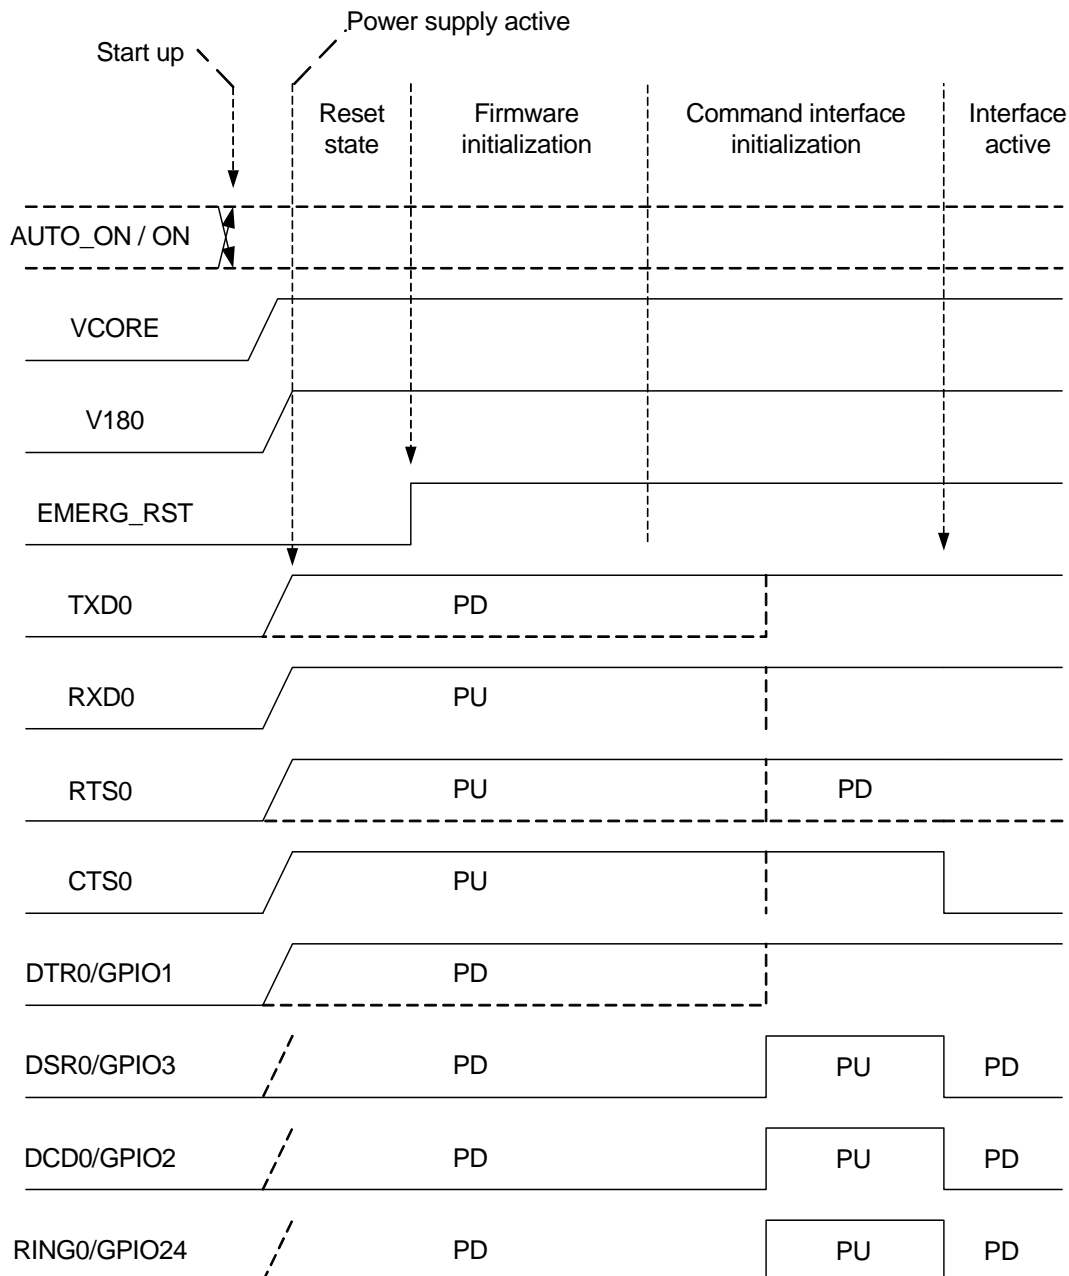 Power supply active
Start up
Reset state
Firmware initialization
Command interface initialization
Interface active
AUTO_ON / ON
VCORE
V180
EMERG_RST
TXD0 PD
RXD0 PU
RTS0 PU PD
CTS0 PU
DTR0/GPIO1 PD
DSR0/GPIO3 PD PU PD
DCD0/GPIO2 PD PU PD
RING0/GPIO24 PD PU PD